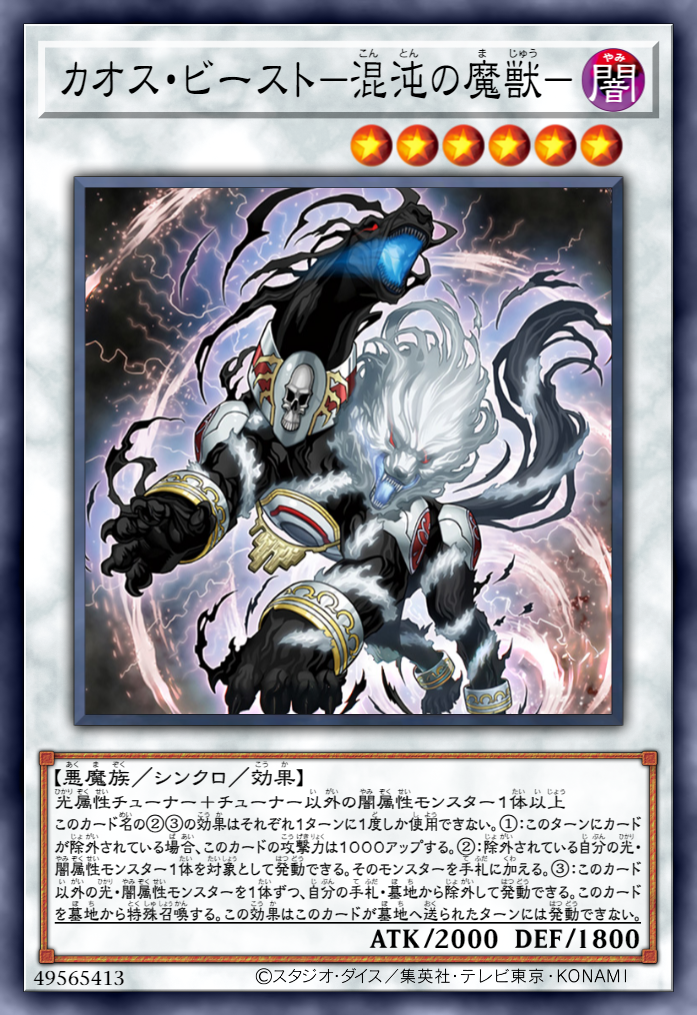 カオス・ビースト－混沌の魔獣－
闇
【悪魔族／シンクロ／効果】
光属性チューナー＋チューナー以外の闇属性モンスター１体以上
このカード名の②③の効果はそれぞれ１ターンに１度しか使用できない。①：このターンにカード
が除外されている場合、このカードの攻撃力は１０００アップする。②：除外されている自分の光・
闇属性モンスター１体を対象として発動できる。そのモンスターを手札に加える。③：このカード
以外の光・闇属性モンスターを１体ずつ、自分の手札・墓地から除外して発動できる。このカード
を墓地から特殊召喚する。この効果はこのカードが墓地へ送られたターンには発動できない。
ATK/2000 DEF/1800
49565413 ©スタジオ・ダイス／集英社・テレビ東京・KONAMI